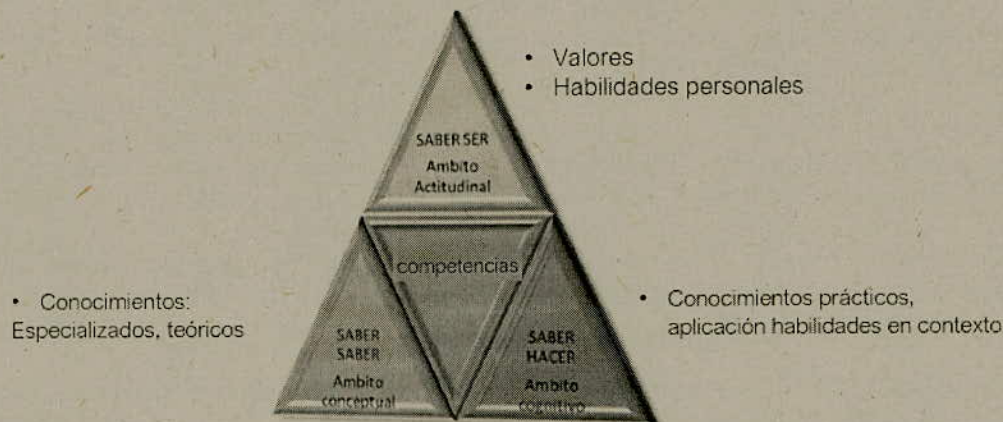 • Valores
• Habilidades personales
SABER SER
Ambito
Actitudinal
competencias
• Conocimientos:
Especializados, teóricos
SABER
SABER
Ambito
conceptual
SABER
HACER
Ambito
cognitivo
• Conocimientos prácticos,
aplicación habilidades en contexto